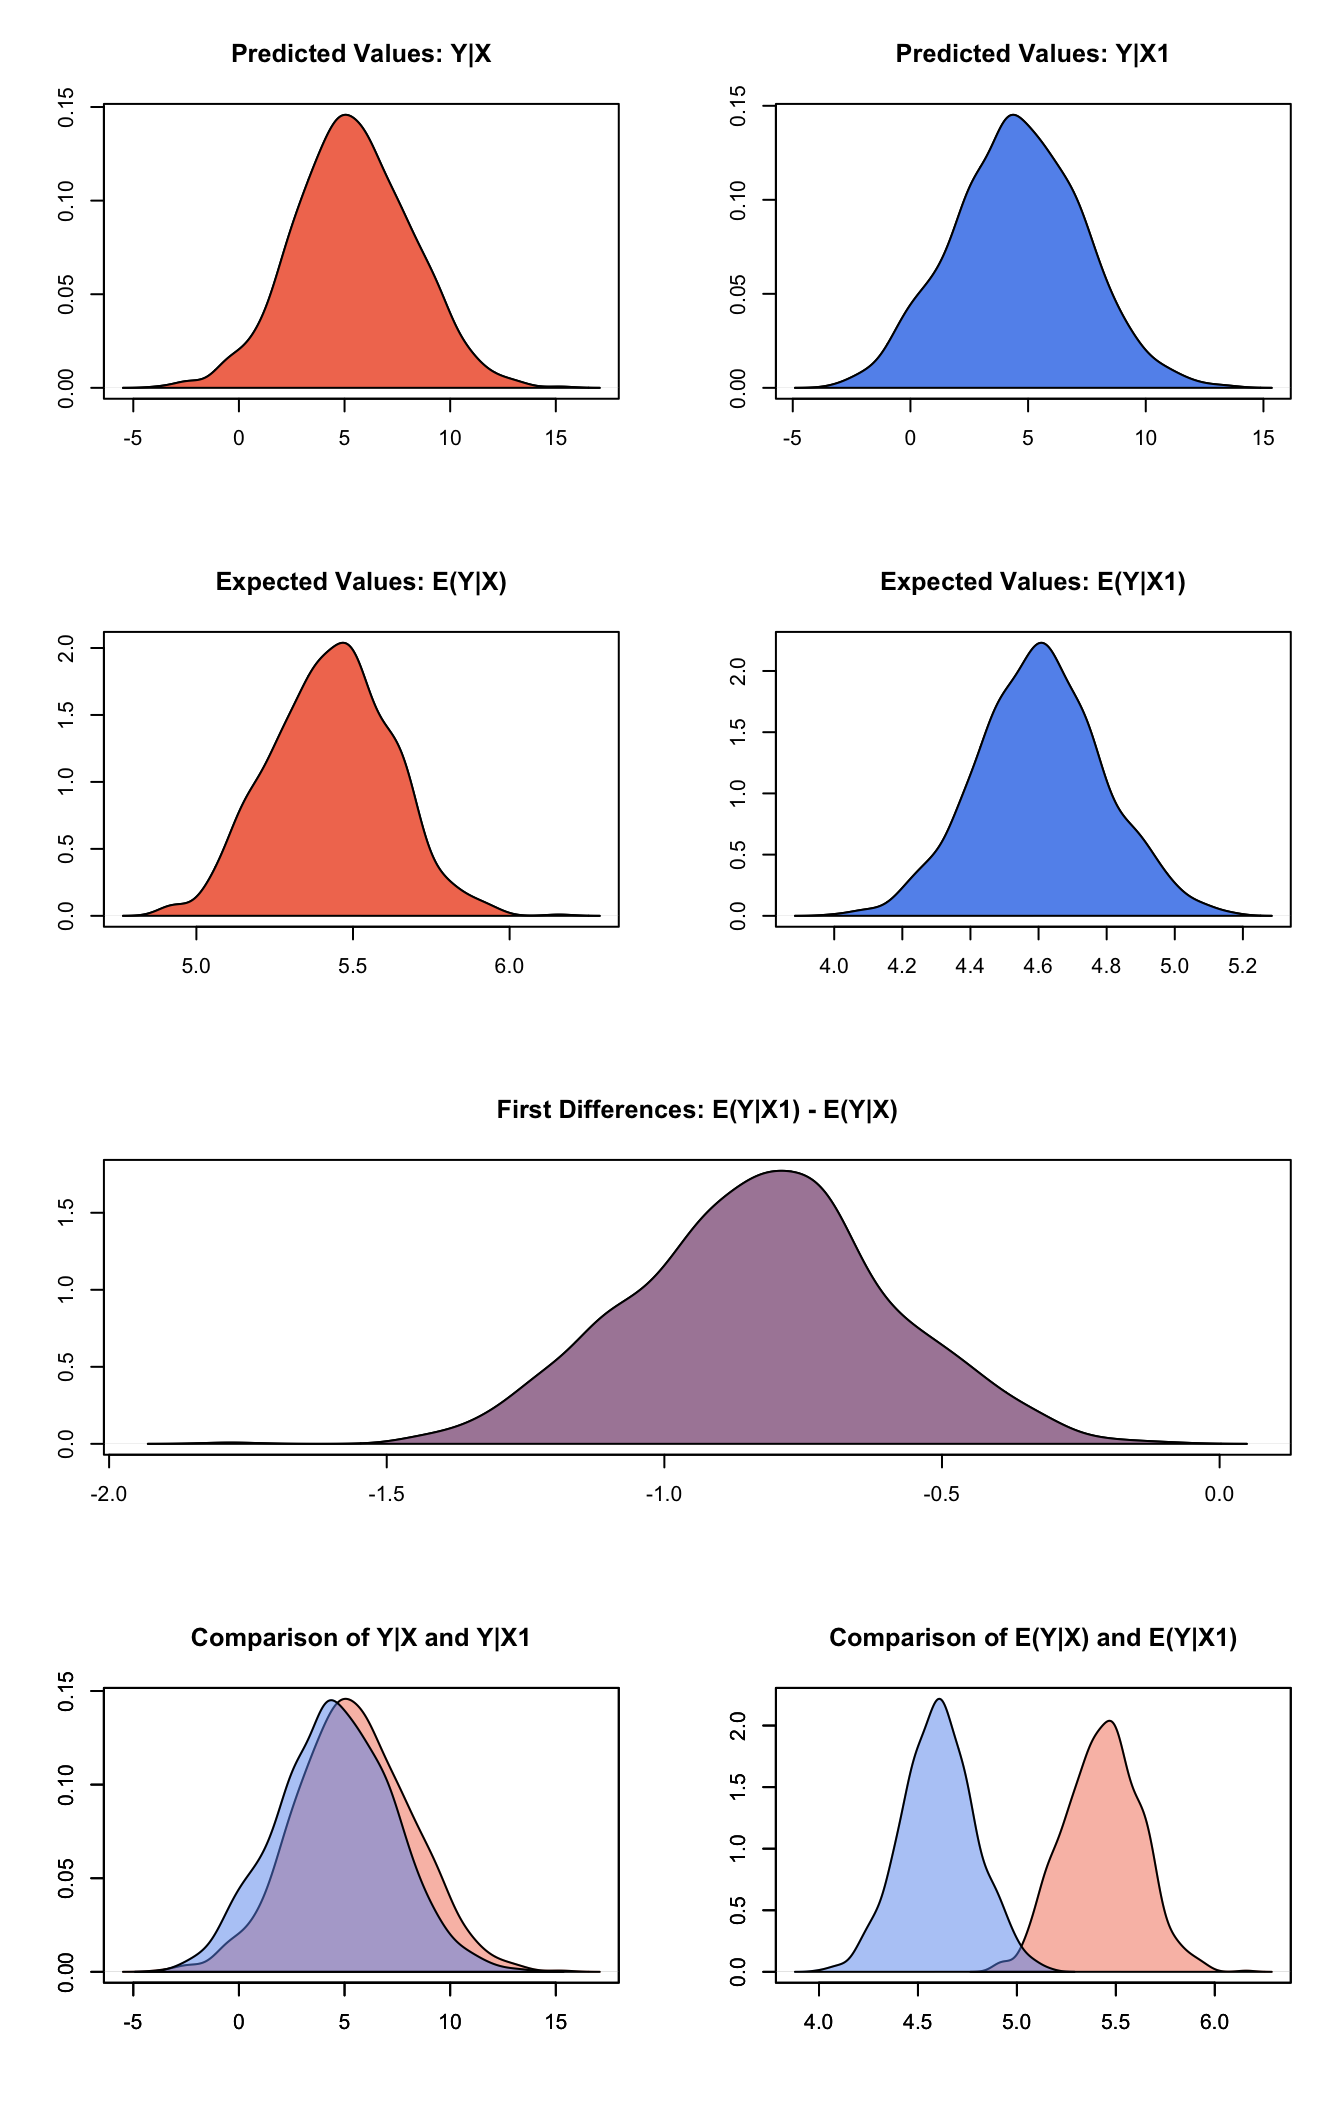 Predicted Values: Y|X
0.00 0.05 0.10 0.15
-5 0 5 10 15
Predicted Values: Y|X1
0.00 0.05 0.10 0.15
-5 0 5 10 15
Expected Values: E(Y|X)
0.0 0.5 1.0 1.5 2.0
5.0 5.5 6.0
Expected Values: E(Y|X1)
0.0 0.5 1.0 1.5 2.0
4.0 4.2 4.4 4.6 4.8 5.0 5.2
First Differences: E(Y|X1) - E(Y|X)
0.0 0.5 1.0 1.5
-2.0 -1.5 -1.0 -0.5 0.0
Comparison of Y|X and Y|X1
0.00 0.05 0.10 0.15
-5 0 5 10 15
Comparison of E(Y|X) and E(Y|X1)
0.0 0.5 1.0 1.5 2.0
4.0 4.5 5.0 5.5 6.0